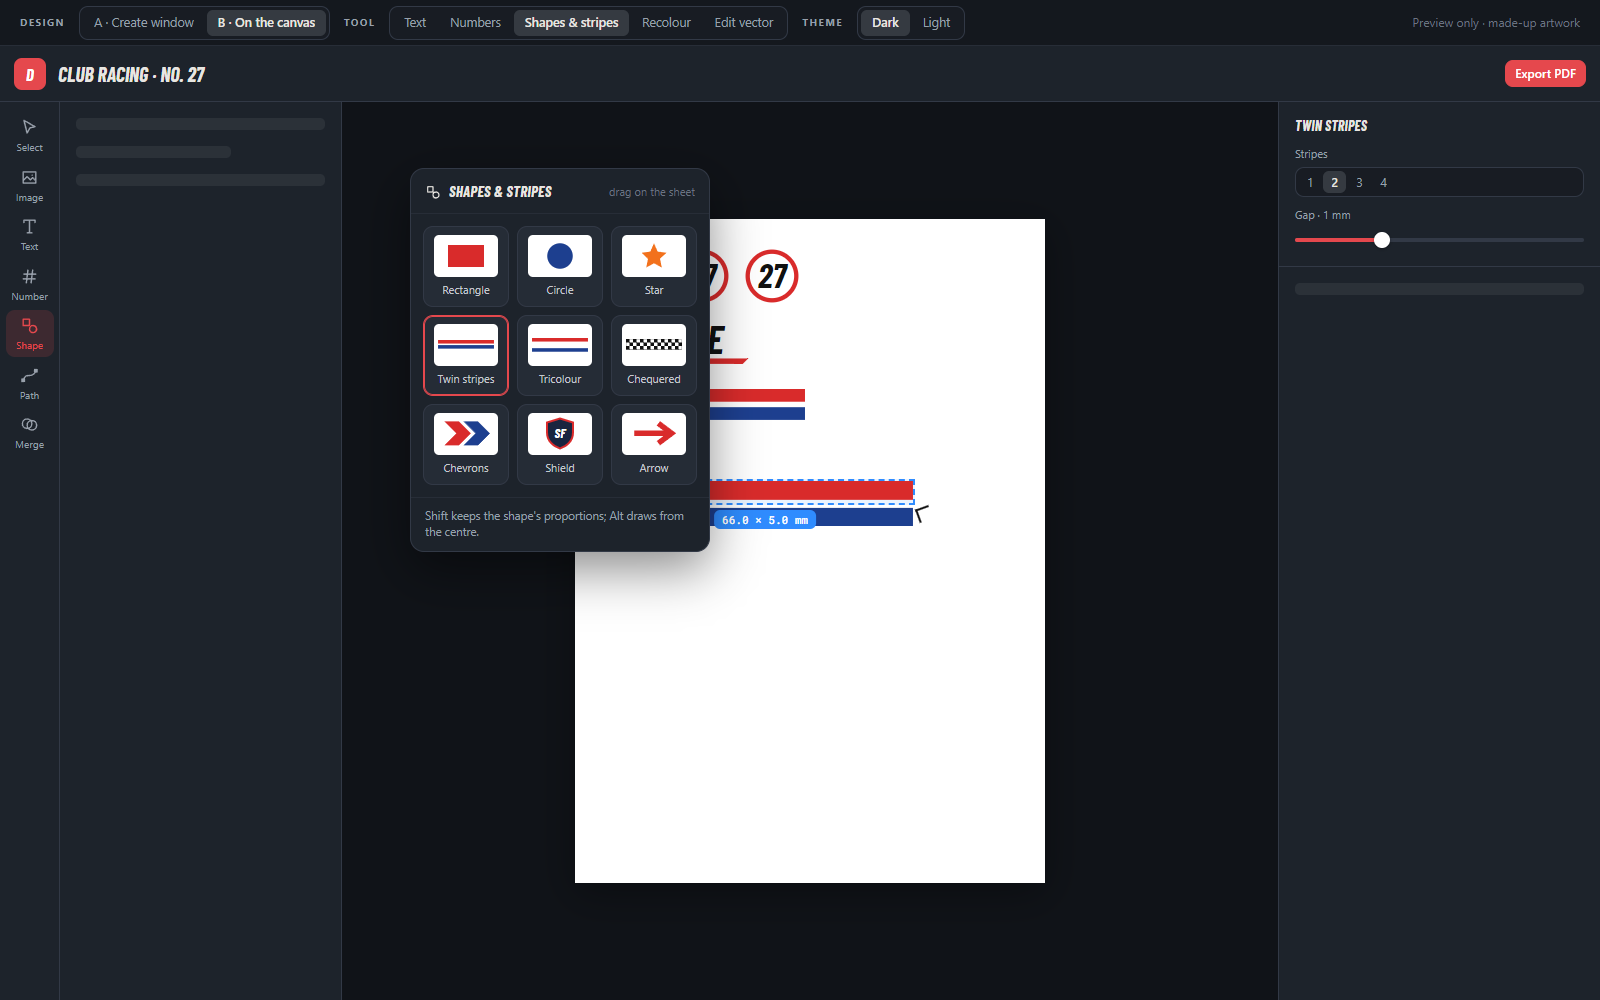 DESIGN A · Create window B · On the canvas TOOL Text Numbers Shapes & stripes Recolour Edit vector THEME Dark Light Preview only · made-up artwork
D CLUB RACING · NO. 27 Export PDF
Select
Image
Text
Number
Shape
Path
Merge
SHAPES & STRIPES drag on the sheet
Rectangle Circle Star
Twin stripes Tricolour Chequered
SF
Chevrons Shield Arrow
Shift keeps the shape's proportions; Alt draws from
the centre.
7 27
E
66.0 × 5.0 mm
TWIN STRIPES
Stripes
1 2 3 4
Gap · 1 mm